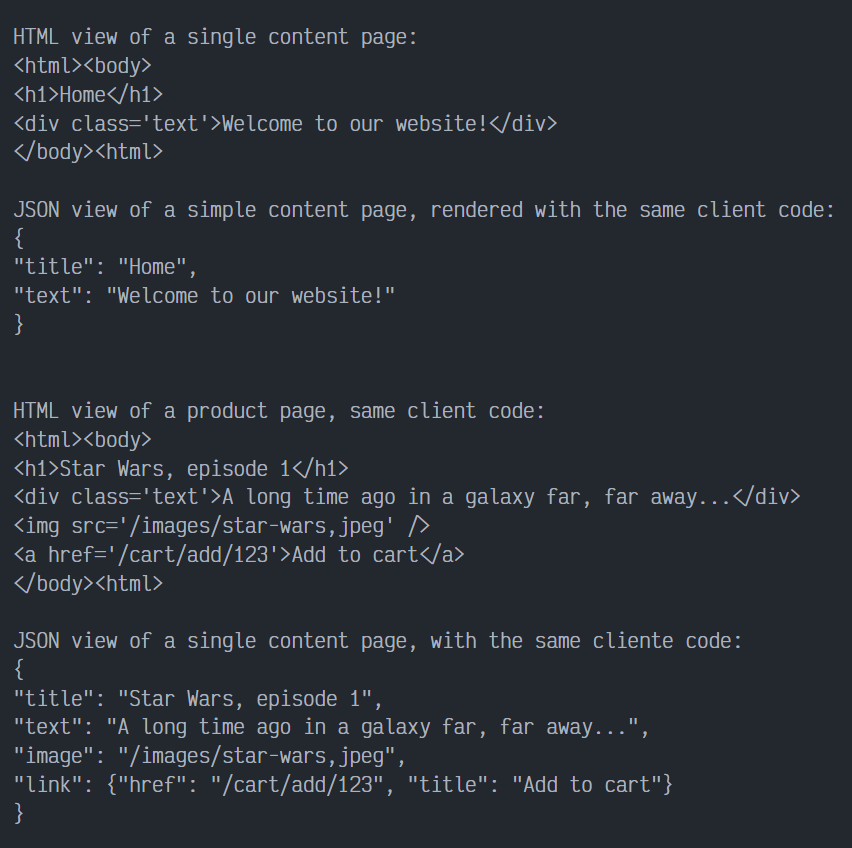 HTML view of a single content page:
<html><body>
<h1>Home</h1>
<div class='text'>Welcome to our website!</div>
</body><html>
JSON view of a simple content page, rendered with the same client code:
{
"title": "Home",
"text": "Welcome to our website!"
}
HTML view of a product page, same client code:
<html><body>
<h1>Star Wars, episode 1</h1>
<div class='text'>A long time ago in a galaxy far, far away...</div>
<img src='/images/star-wars,jpeg' />
<a href='/cart/add/123'>Add to cart</a>
</body><html>
JSON view of a single content page, with the same cliente code:
{
"title": "Star Wars, episode 1",
"text": "A long time ago in a galaxy far, far away...",
"image": "/images/star-wars,jpeg",
"link": {"href": "/cart/add/123", "title": "Add to cart"}
}